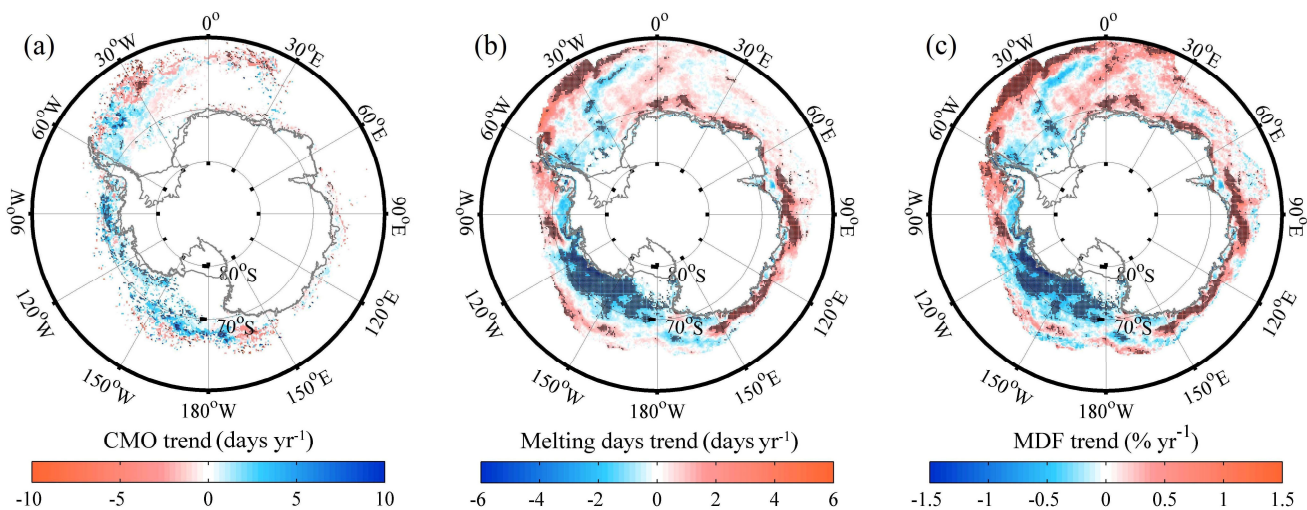 (a)
0°
30°E
60°E
90°E
120°E
150°E
180°W
150°W
120°W
90°W
60°W
30°W
80°S
70°S
CMO trend (days yr⁻¹)
-10 -5 0 5 10
(b)
0°
30°E
60°E
90°E
120°E
150°E
180°W
150°W
120°W
90°W
60°W
30°W
80°S
70°S
Melting days trend (days yr⁻¹)
-6 -4 -2 0 2 4 6
(c)
0°
30°E
60°E
90°E
120°E
150°E
180°W
150°W
120°W
90°W
60°W
30°W
80°S
70°S
MDF trend (% yr⁻¹)
-1.5 -1 -0.5 0 0.5 1 1.5